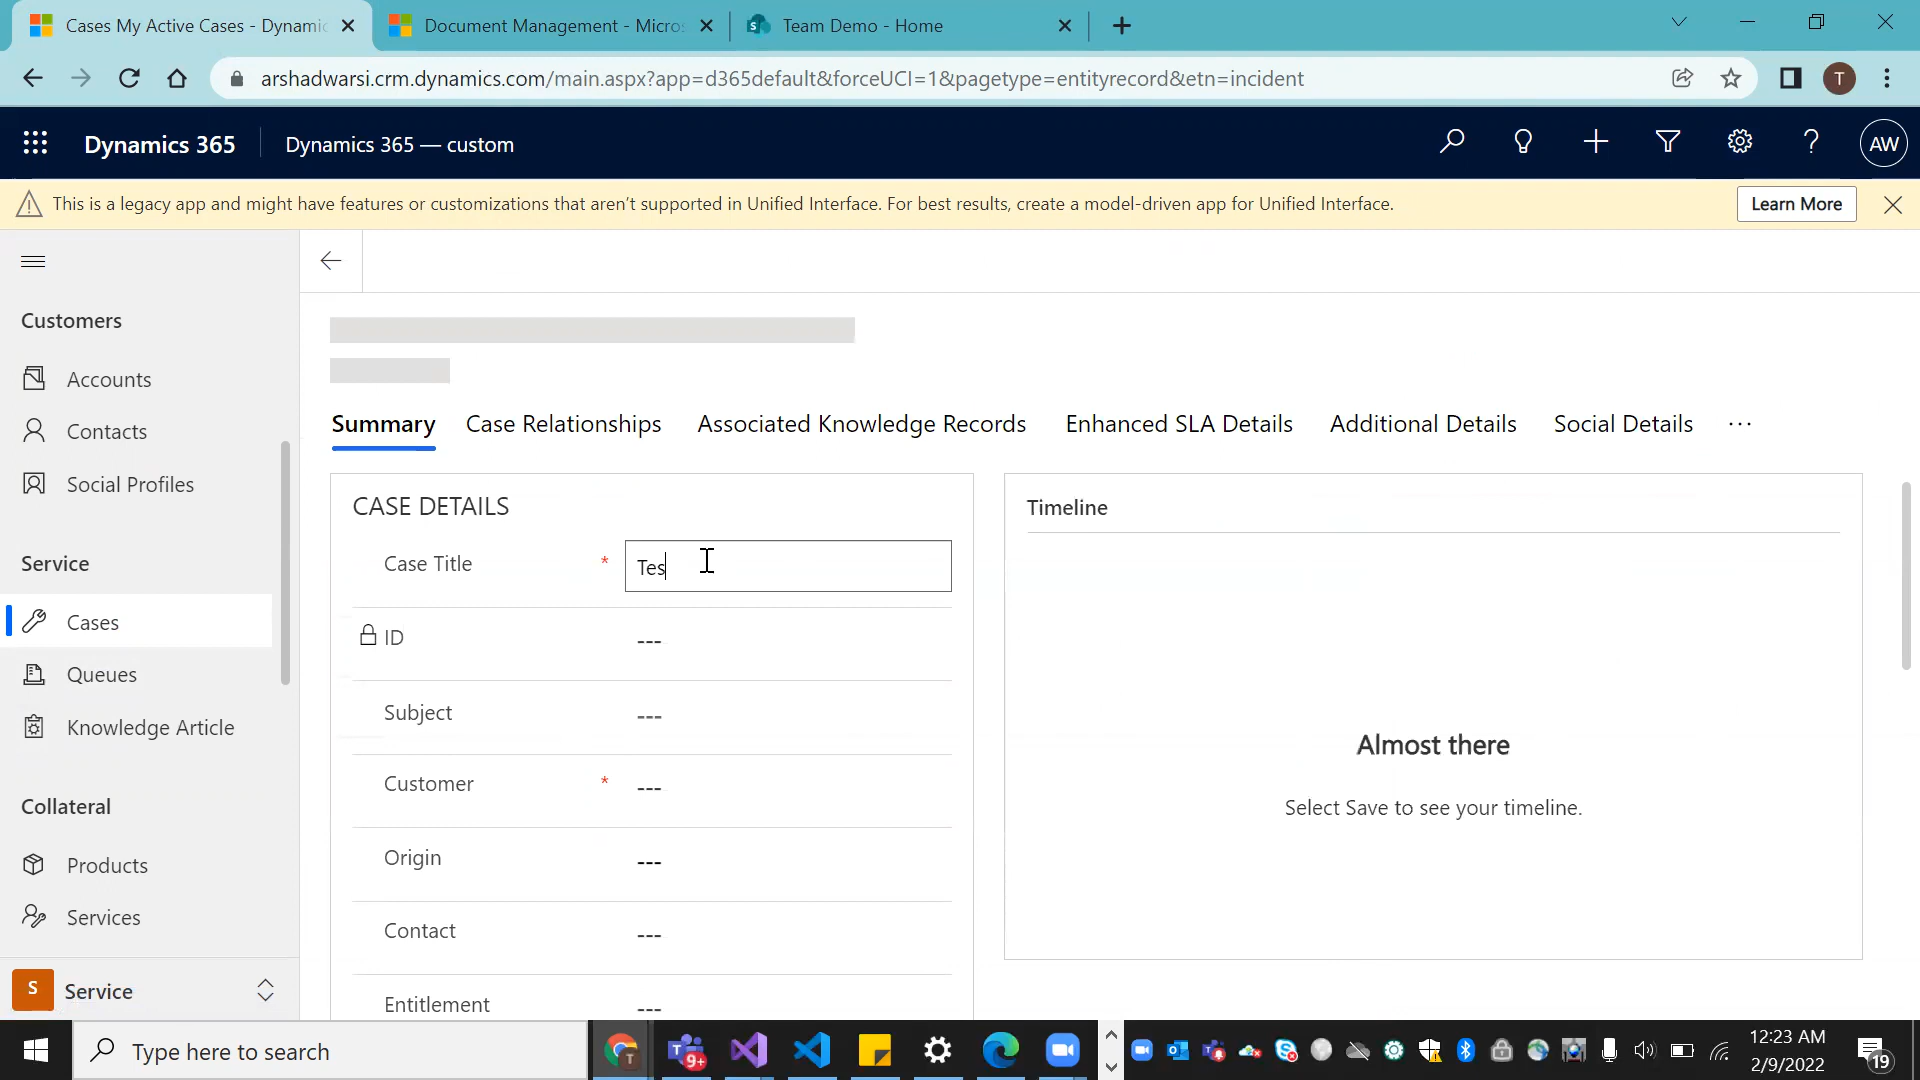 Cases My Active Cases - Dynamic
Document Management - Micros
Team Demo - Home
arshadwarsi.crm.dynamics.com/main.aspx?app=d365default&forceUCI=1&pagetype=entityrecord&etn=incident
T
Dynamics 365
Dynamics 365 — custom
AW
This is a legacy app and might have features or customizations that aren't supported in Unified Interface. For best results, create a model-driven app for Unified Interface.
Learn More
Customers
Accounts
Contacts
Social Profiles
Service
Cases
Queues
Knowledge Article
Collateral
Products
Services
S
Service
Summary
Case Relationships
Associated Knowledge Records
Enhanced SLA Details
Additional Details
Social Details
...
CASE DETAILS
Case Title *
Tes
ID
---
Subject
---
Customer *
---
Origin
---
Contact
---
Entitlement
---
Timeline
Almost there
Select Save to see your timeline.
Type here to search
T
9+
12:23 AM
2/9/2022
19